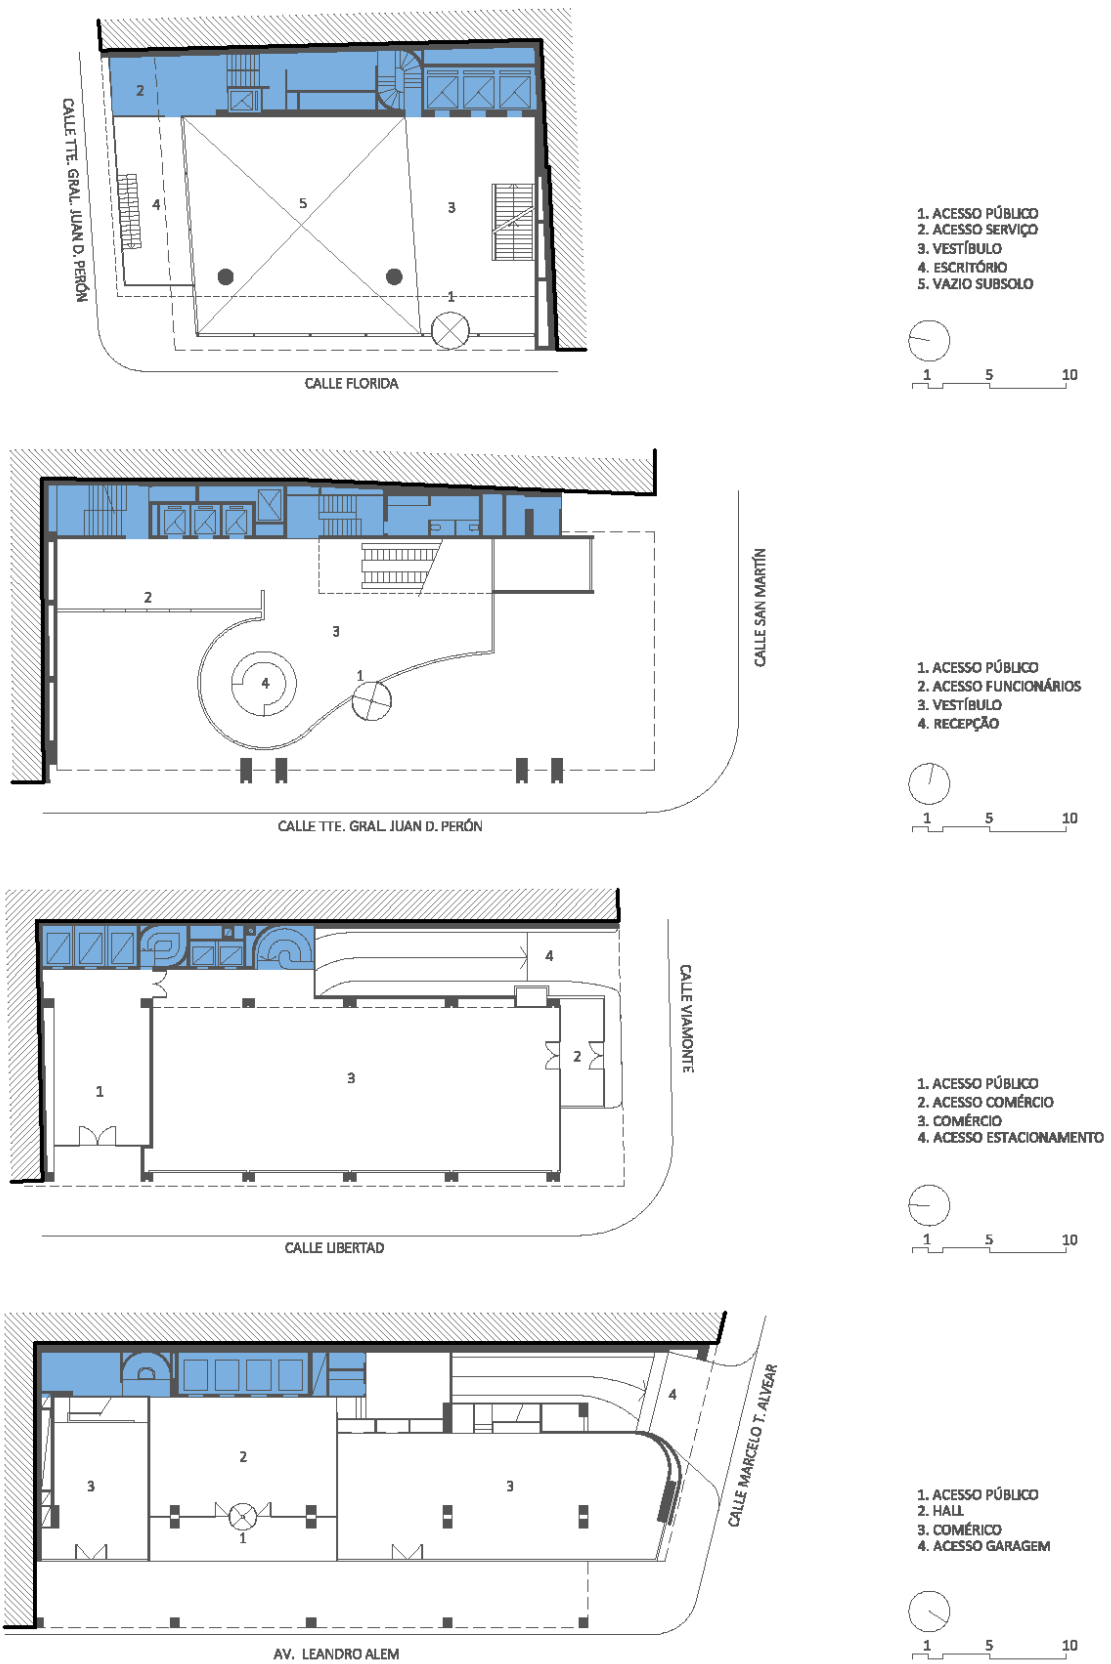 2
CALLE TTE. GRAL. JUAN D. PERÓN
4
5
3
1
CALLE FLORIDA
1. ACESSO PÚBLICO
2. ACESSO SERVIÇO
3. VESTÍBULO
4. ESCRITÓRIO
5. VAZIO SUBSOLO
1 5 10
2
3
4
1
CALLE SAN MARTÍN
CALLE TTE. GRAL. JUAN D. PERÓN
1. ACESSO PÚBLICO
2. ACESSO FUNCIONÁRIOS
3. VESTÍBULO
4. RECEPÇÃO
1 5 10
4
2
3
1
CALLE VIAMONTE
CALLE LIBERTAD
1. ACESSO PÚBLICO
2. ACESSO COMÉRCIO
3. COMÉRCIO
4. ACESSO ESTACIONAMENTO
1 5 10
4
2
3
3
1
CALLE MARCELO T. ALVEAR
AV. LEANDRO ALEM
1. ACESSO PÚBLICO
2. HALL
3. COMÉRICO
4. ACESSO GARAGEM
1 5 10